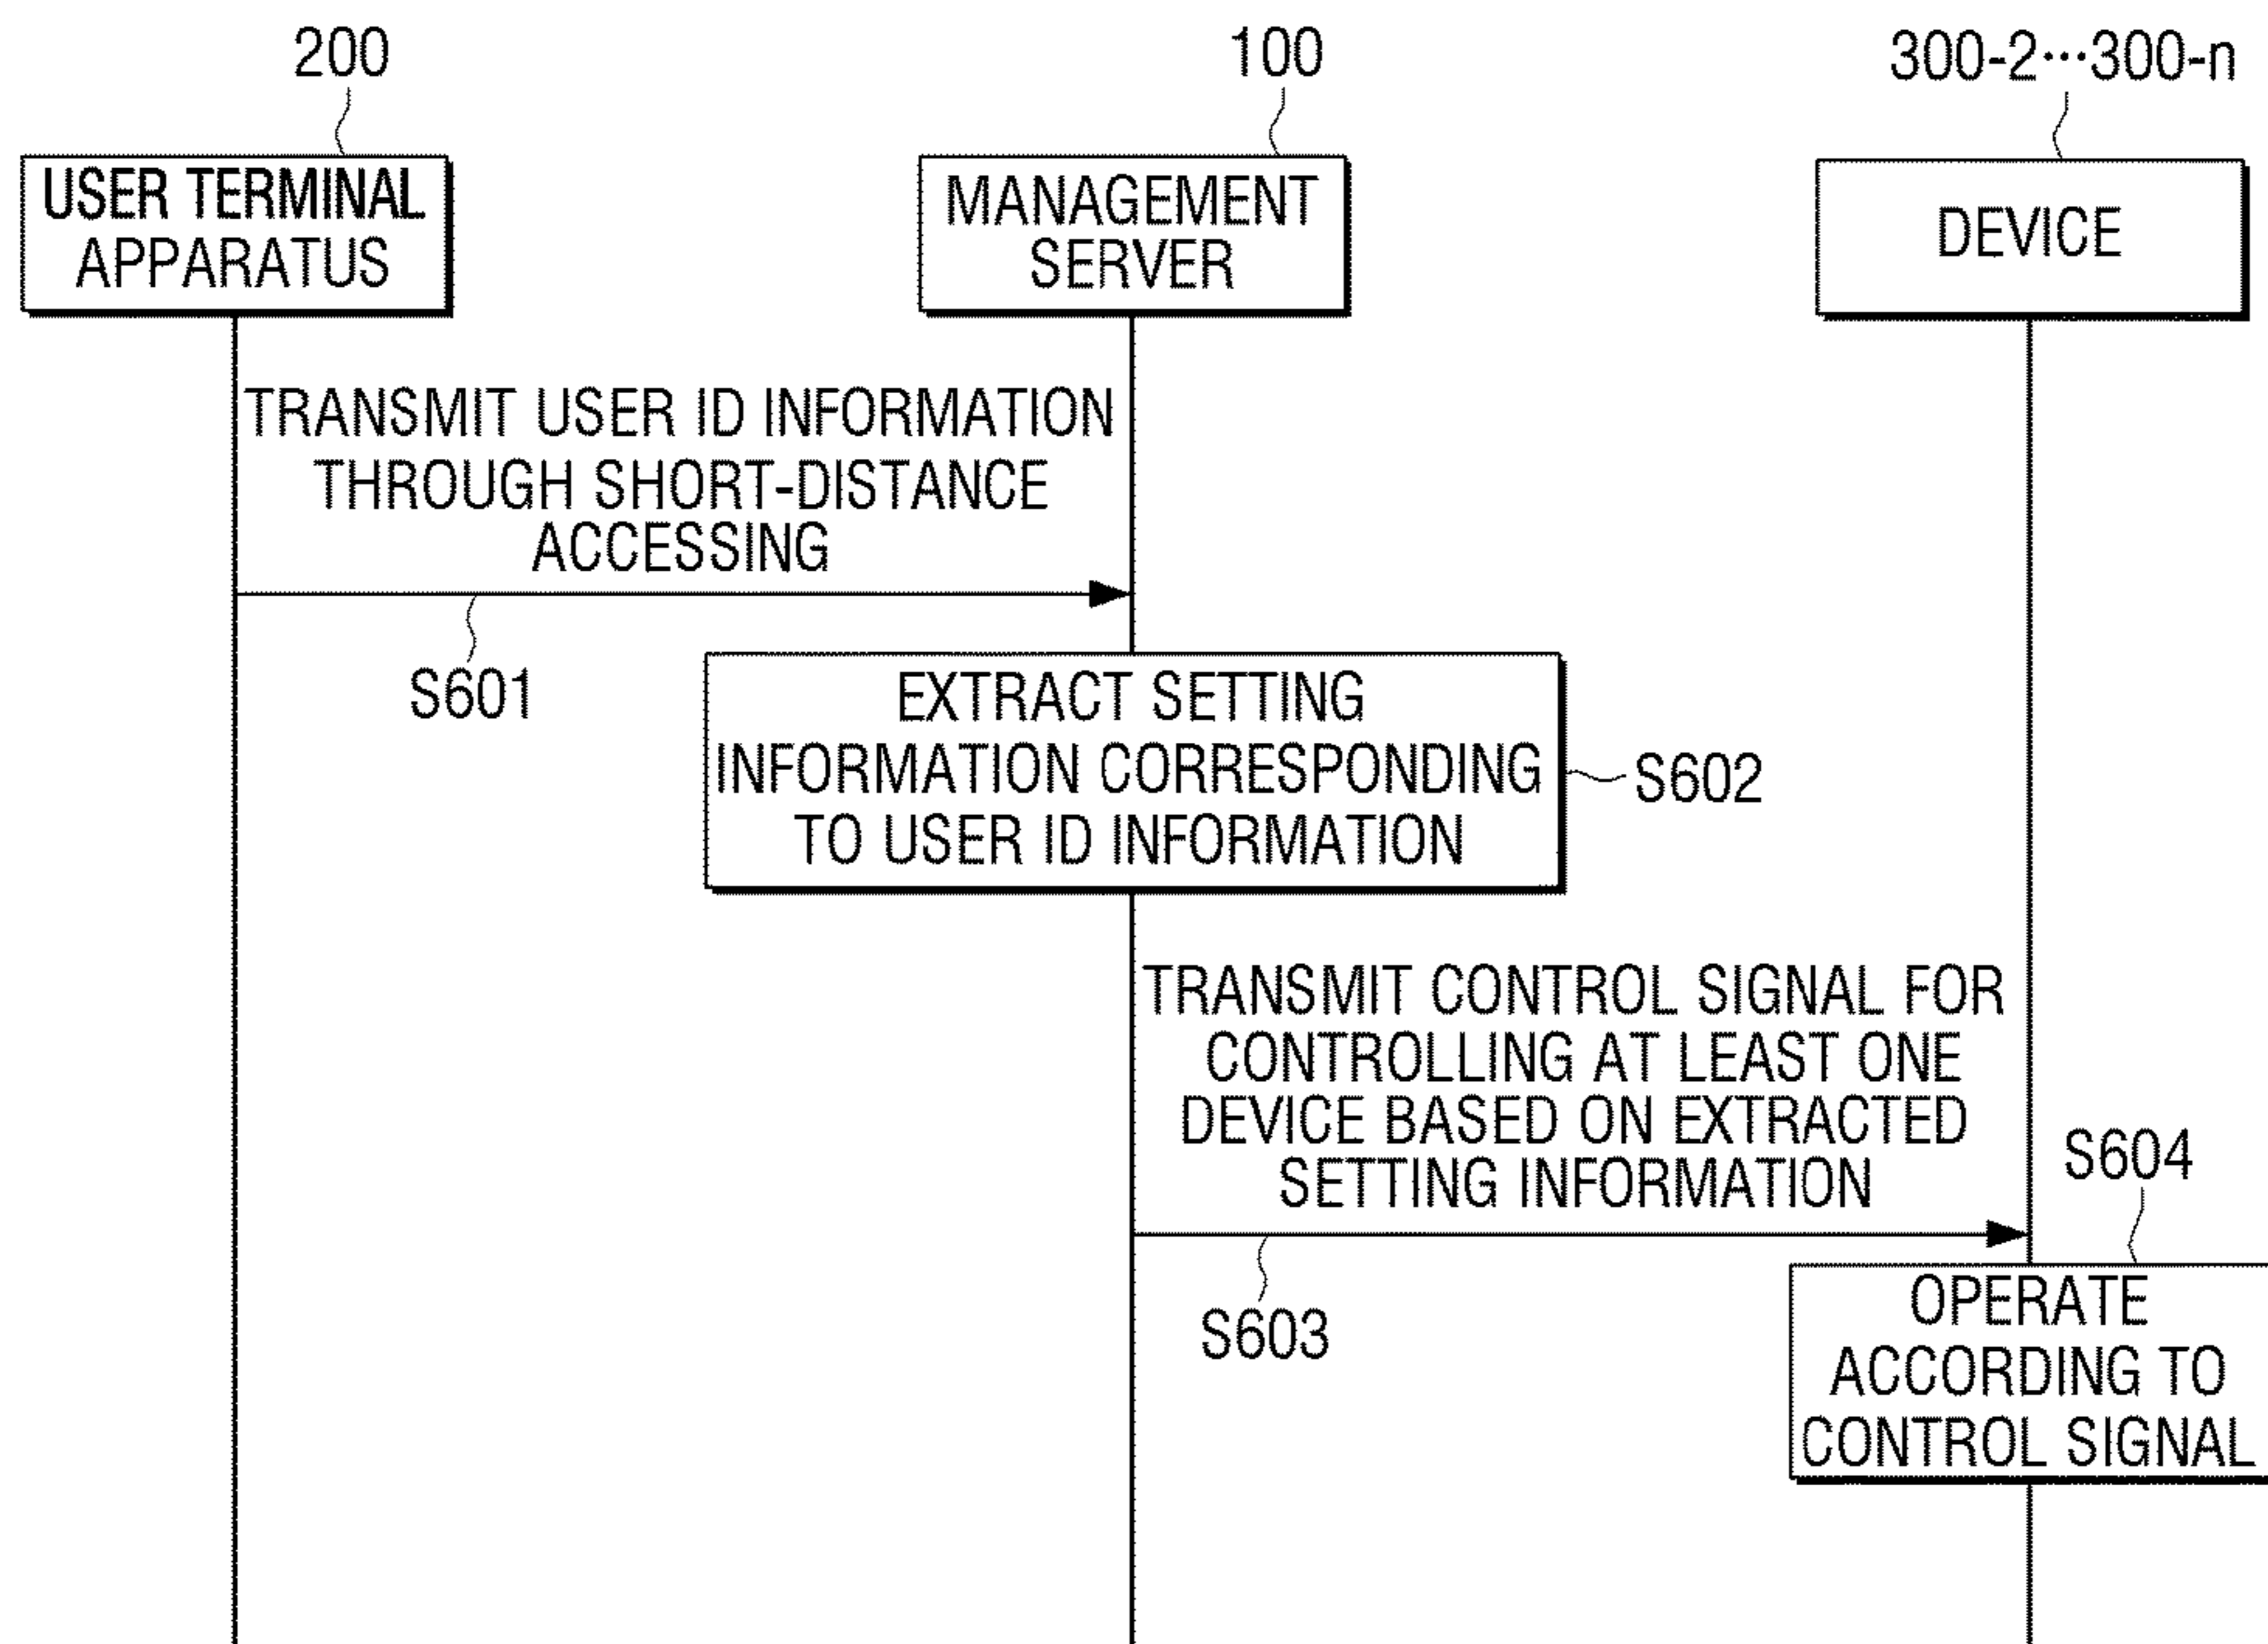 200
100
300-2···300-n
USER TERMINAL
APPARATUS
MANAGEMENT
SERVER
DEVICE
TRANSMIT USER ID INFORMATION
THROUGH SHORT-DISTANCE
ACCESSING
S601
EXTRACT SETTING
INFORMATION CORRESPONDING
TO USER ID INFORMATION
S602
TRANSMIT CONTROL SIGNAL FOR
CONTROLLING AT LEAST ONE
DEVICE BASED ON EXTRACTED
SETTING INFORMATION
S603
S604
OPERATE
ACCORDING TO
CONTROL SIGNAL